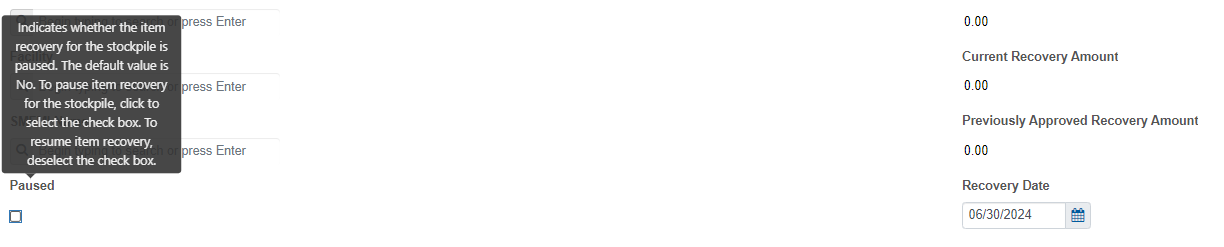 or press Enter
0.00
Indicates whether the item
recovery for the stockpile is
paused. The default value is
No. To pause item recovery
for the stockpile, click to
select the check box. To
resume item recovery,
deselect the check box.
Current Recovery Amount
press Enter
0.00
Previously Approved Recovery Amount
or press Enter
0.00
Paused
Recovery Date
06/30/2024